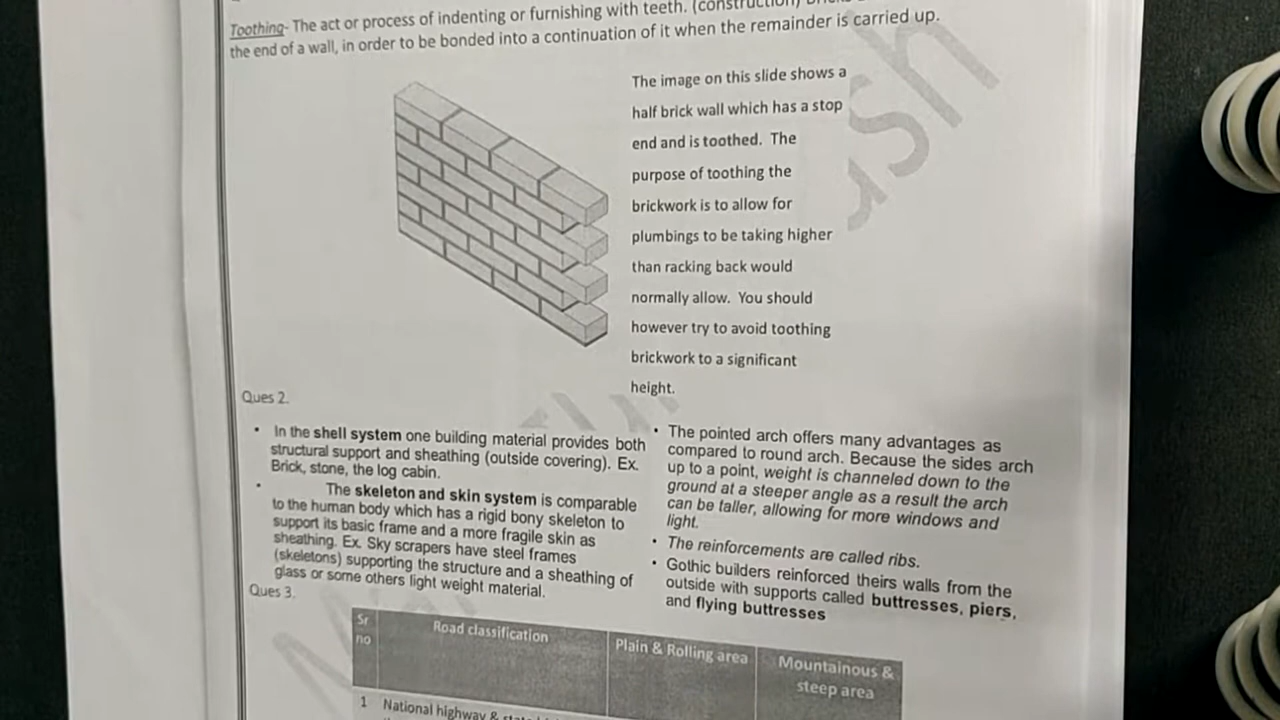 Toothing- The act or process of indenting or furnishing with teeth. (construction)
the end of a wall, in order to be bonded into a continuation of it when the remainder is carried up.
The image on this slide shows a
half brick wall which has a stop
end and is toothed. The
purpose of toothing the
brickwork is to allow for
plumbings to be taking higher
than racking back would
normally allow. You should
however try to avoid toothing
brickwork to a significant
height.
Ques 2.
• In the shell system one building material provides both
structural support and sheathing (outside covering). Ex.
Brick, stone, the log cabin.
• The skeleton and skin system is comparable
to the human body which has a rigid bony skeleton to
support its basic frame and a more fragile skin as
sheathing. Ex. Sky scrapers have steel frames
(skeletons) supporting the structure and a sheathing of
glass or some others light weight material.
• The pointed arch offers many advantages as
compared to round arch. Because the sides arch
up to a point, weight is channeled down to the
ground at a steeper angle as a result the arch
can be taller, allowing for more windows and
light.
• The reinforcements are called ribs.
• Gothic builders reinforced theirs walls from the
outside with supports called buttresses, piers,
and flying buttresses
Ques 3.
Sr
no
Road classification
Plain & Rolling area
Mountainous &
steep area
1 National highway &